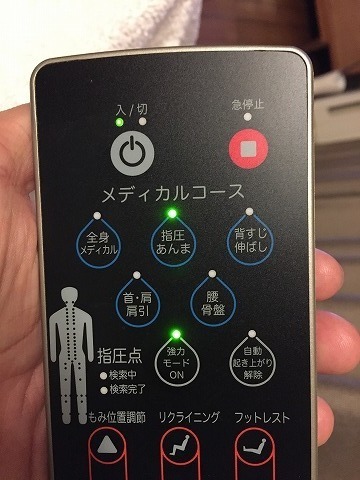 入/切
急停止
メディカルコース
全身
メディカル
指圧
あんま
背すじ
伸ばし
首・肩
肩引
腰
骨盤
指圧点
検索中
検索完了
強力
モード
ON
自動
起き上がり
解除
もみ位置調節
リクライニング
フットレスト